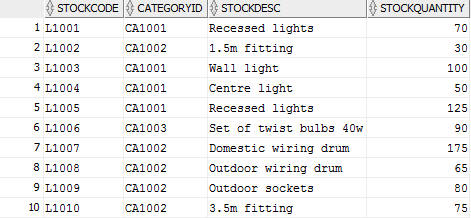 STOCKCODE CATEGORYID STOCKDESC STOCKQUANTITY
1 L1001 CA1001 Recessed lights 70
2 L1002 CA1002 1.5m fitting 30
3 L1003 CA1001 Wall light 100
4 L1004 CA1001 Centre light 50
5 L1005 CA1001 Recessed lights 125
6 L1006 CA1003 Set of twist bulbs 40w 90
7 L1007 CA1002 Domestic wiring drum 175
8 L1008 CA1002 Outdoor wiring drum 65
9 L1009 CA1002 Outdoor sockets 80
10 L1010 CA1002 3.5m fitting 75